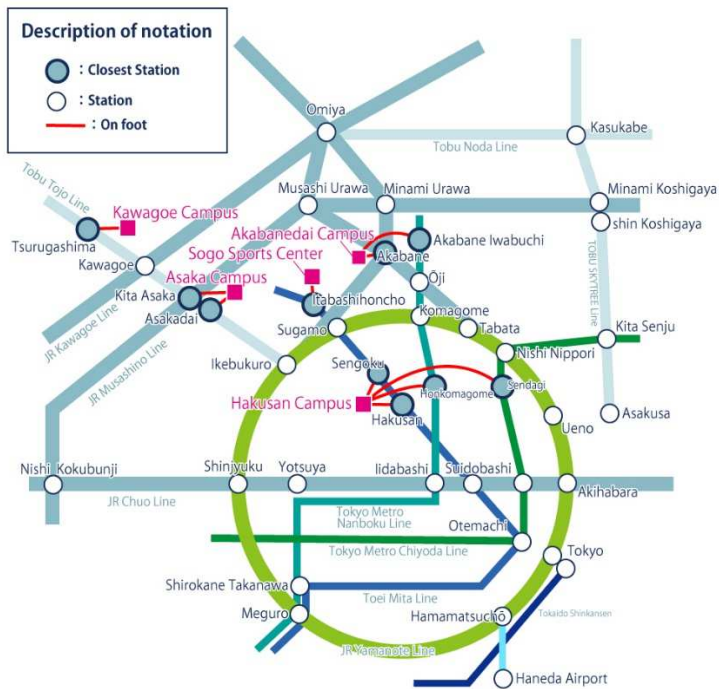 Description of notation
: Closest Station
: Station
: On foot
Omiya
Kasukabe
Tobu Noda Line
Tobu Tojo Line
Musashi Urawa
Minami Urawa
Minami Koshigaya
shin Koshigaya
Kawagoe Campus
Tsurugashima
Akabanedai Campus
Akabane Iwabuchi
Sogo Sports Center
Akabane
TOBU SKYTREE Line
Kawagoe
Asaka Campus
Ōji
Kita Asaka
Itabashihoncho
Asakadai
Komagome
Sugamo
Tabata
Kita Senju
JR Kawagoe Line
JR Musashino Line
Nishi Nippori
Ikebukuro
Sengoku
Honkomagome
Sendagi
Hakusan Campus
Hakusan
Asakusa
Ueno
Nishi Kokubunji
Shinjyuku
Yotsuya
Iidabashi
Suidobashi
Akihabara
JR Chuo Line
Tokyo Metro
Nanboku Line
Otemachi
Tokyo Metro Chiyoda Line
Tokyo
Shirokane Takanawa
Toei Mita Line
Meguro
Hamamatsuchō
Tokaido Shinkansen
JR Yamanote Line
Haneda Airport